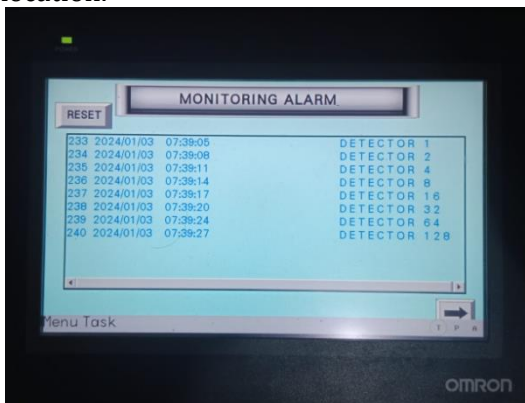 location.
MONITORING ALARM
RESET
233 2024/01/03 07:39:05 DETECTOR 1
234 2024/01/03 07:39:08 DETECTOR 2
235 2024/01/03 07:39:11 DETECTOR 4
236 2024/01/03 07:39:14 DETECTOR 8
237 2024/01/03 07:39:17 DETECTOR 16
238 2024/01/03 07:39:20 DETECTOR 32
239 2024/01/03 07:39:24 DETECTOR 64
240 2024/01/03 07:39:27 DETECTOR 128
Menu Task
T P A
OMRON